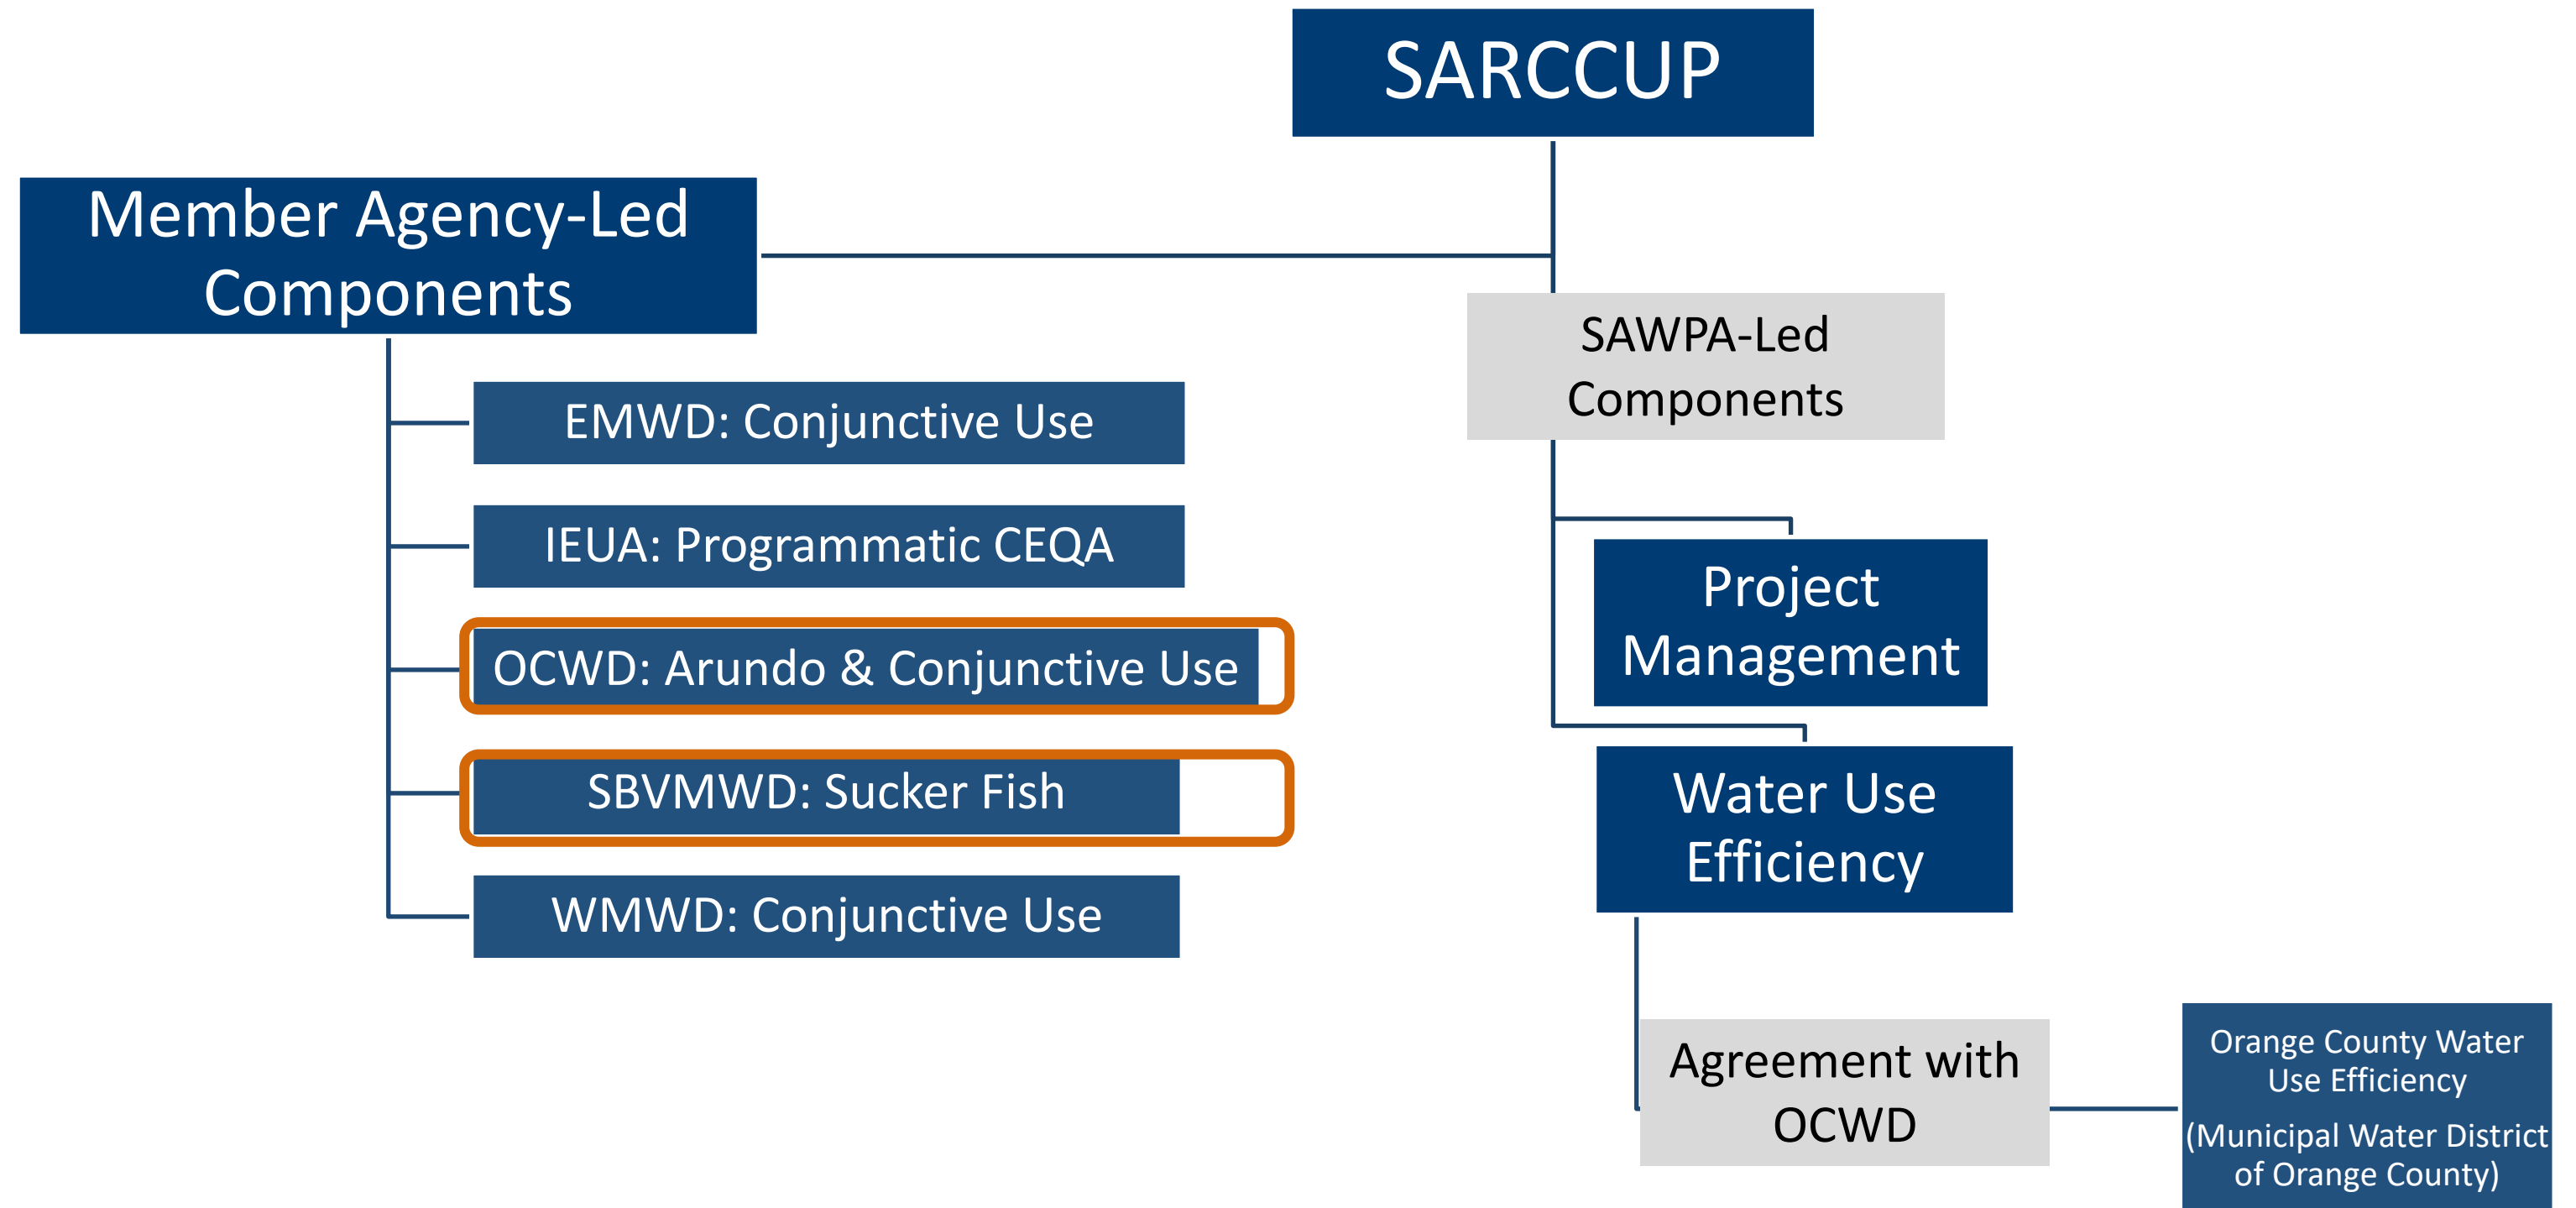 SARCCUP
Member Agency-Led
Components
EMWD: Conjunctive Use
IEUA: Programmatic CEQA
OCWD: Arundo & Conjunctive Use
SBVMWD: Sucker Fish
WMWD: Conjunctive Use
SAWPA-Led
Components
Project
Management
Water Use
Efficiency
Agreement with
OCWD
Orange County Water
Use Efficiency
(Municipal Water District
of Orange County)